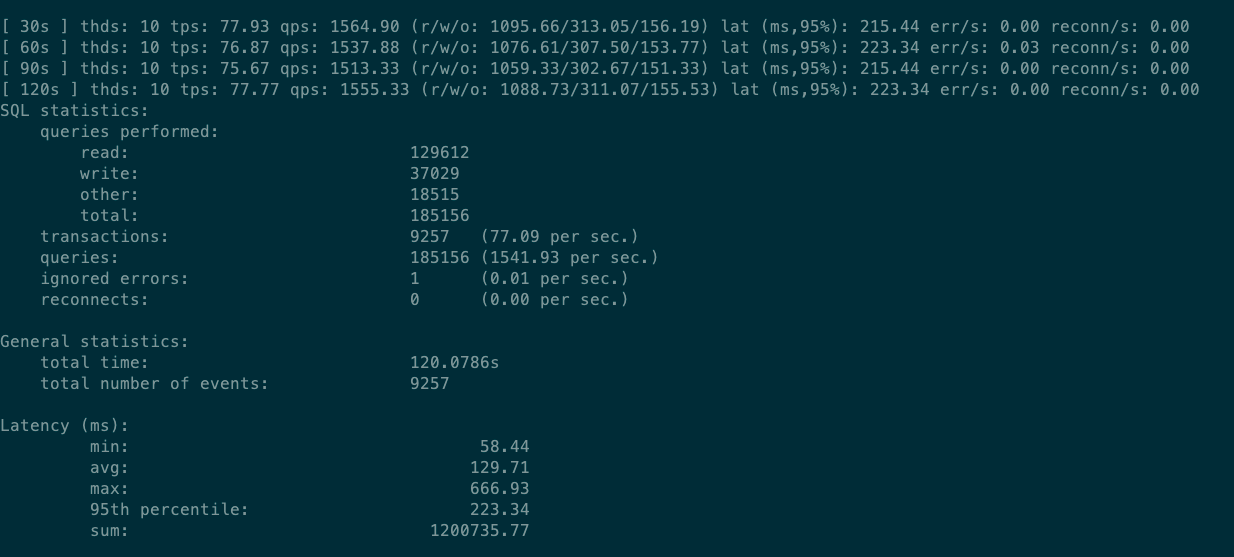 [ 30s ] thds: 10 tps: 77.93 qps: 1564.90 (r/w/o: 1095.66/313.05/156.19) lat (ms,95%): 215.44 err/s: 0.00 reconn/s: 0.00
[ 60s ] thds: 10 tps: 76.87 qps: 1537.88 (r/w/o: 1076.61/307.50/153.77) lat (ms,95%): 223.34 err/s: 0.03 reconn/s: 0.00
[ 90s ] thds: 10 tps: 75.67 qps: 1513.33 (r/w/o: 1059.33/302.67/151.33) lat (ms,95%): 215.44 err/s: 0.00 reconn/s: 0.00
[ 120s ] thds: 10 tps: 77.77 qps: 1555.33 (r/w/o: 1088.73/311.07/155.53) lat (ms,95%): 223.34 err/s: 0.00 reconn/s: 0.00
SQL statistics:
    queries performed:
        read:                            129612
        write:                           37029
        other:                           18515
        total:                           185156
    transactions:                        9257   (77.09 per sec.)
    queries:                             185156 (1541.93 per sec.)
    ignored errors:                      1      (0.01 per sec.)
    reconnects:                          0      (0.00 per sec.)

General statistics:
    total time:                          120.0786s
    total number of events:              9257

Latency (ms):
         min:                                   58.44
         avg:                                  129.71
         max:                                  666.93
         95th percentile:                      223.34
         sum:                              1200735.77